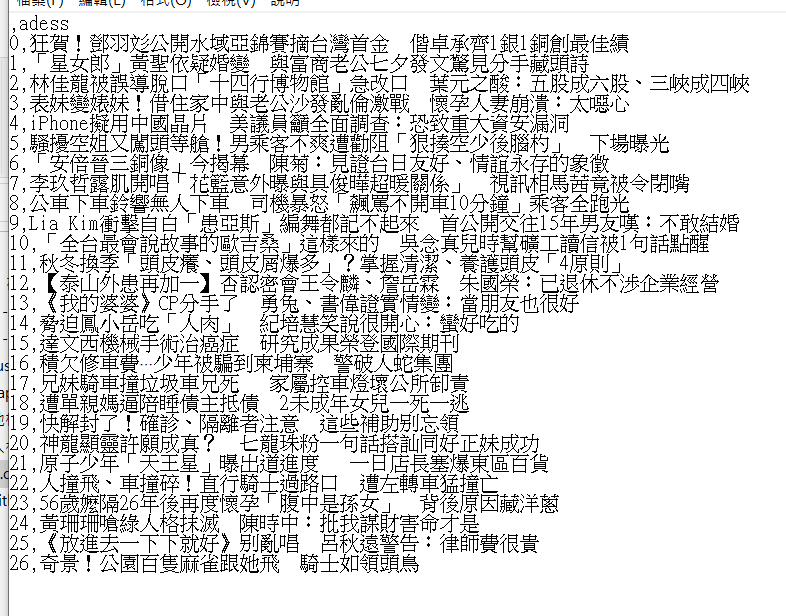 檔案(F) 編輯(E) 格式(O) 檢視(V) 說明
,adess
0,狂賀！鄧羽彣公開水域亞錦賽摘台灣首金　偕卓承齊1銀1銅創最佳績
1,「星女郎」黃聖依疑婚變　與富商老公七夕發文驚見分手藏頭詩
2,林佳龍被誤導脫口「十四行博物館」急改口　葉元之酸：五股成六股、三峽成四峽
3,表妹變婊妹！借住家中與老公沙發亂倫激戰　懷孕人妻崩潰：太噁心
4,iPhone擬用中國晶片　美議員籲全面調查：恐致重大資安漏洞
5,騷擾空姐又闖頭等艙！男乘客不爽遭勸阻「狠揍空少後腦杓」　下場曝光
6,「安倍晉三銅像」今揭幕　陳菊：見證台日友好、情誼永存的象徵
7,李玖哲露肌開唱「花監意外曝與具俊曄超暖關係」　視訊相馬茜竟被令閉嘴
8,公車下車鈴響無人下車　司機暴怒「飆罵不開車10分鐘」乘客全跑光
9,Lia Kim衝擊自白「患亞斯」編舞都記不起來　首公開交往15年男友嘆：不敢結婚
10,「全台最會說故事的歐吉桑」這樣來的　吳念真兒時幫礦工讀信被1句話點醒
11,秋冬換季「頭皮癢、頭皮屑爆多」？掌握清潔、養護頭皮「4原則」
12,【泰山外患再加一】否認密會王令麟、詹岳霖　朱國榮：已退休不涉企業經營
13,《我的婆婆》CP分手了　勇兔、書偉證實情變：當朋友也很好
14,脅迫鳳小岳吃「人肉」　紀培慧笑說很開心：蠻好吃的
15,達文西機械手術治癌症　研究成果榮登國際期刊
16,積欠修車費…少年被騙到柬埔寨　警破人蛇集團
17,兄妹騎車撞垃圾車兄死　　家屬控車燈壞公所卸責
18,遭單親媽逼陪睡債主抵債　2未成年女兒一死一逃
19,快解封了！確診、隔離者注意　這些補助別忘領
20,神龍顯靈許願成真？　七龍珠粉一句話搭訕同好正妹成功
21,原子少年「天王星」曝出道進度　　一日店長塞爆東區百貨
22,人撞飛、車撞碎！直行騎士過路口　遭左轉車猛撞亡
23,56歲嬤隔26年後再度懷孕「腹中是孫女」　背後原因藏洋蔥
24,黃珊珊嗆綠人格抹滅　陳時中：批我謀財害命才是
25,《放進去一下下就好》別亂唱　呂秋遠警告：律師費很貴
26,奇景！公園百隻麻雀跟她飛　騎士如領頭鳥